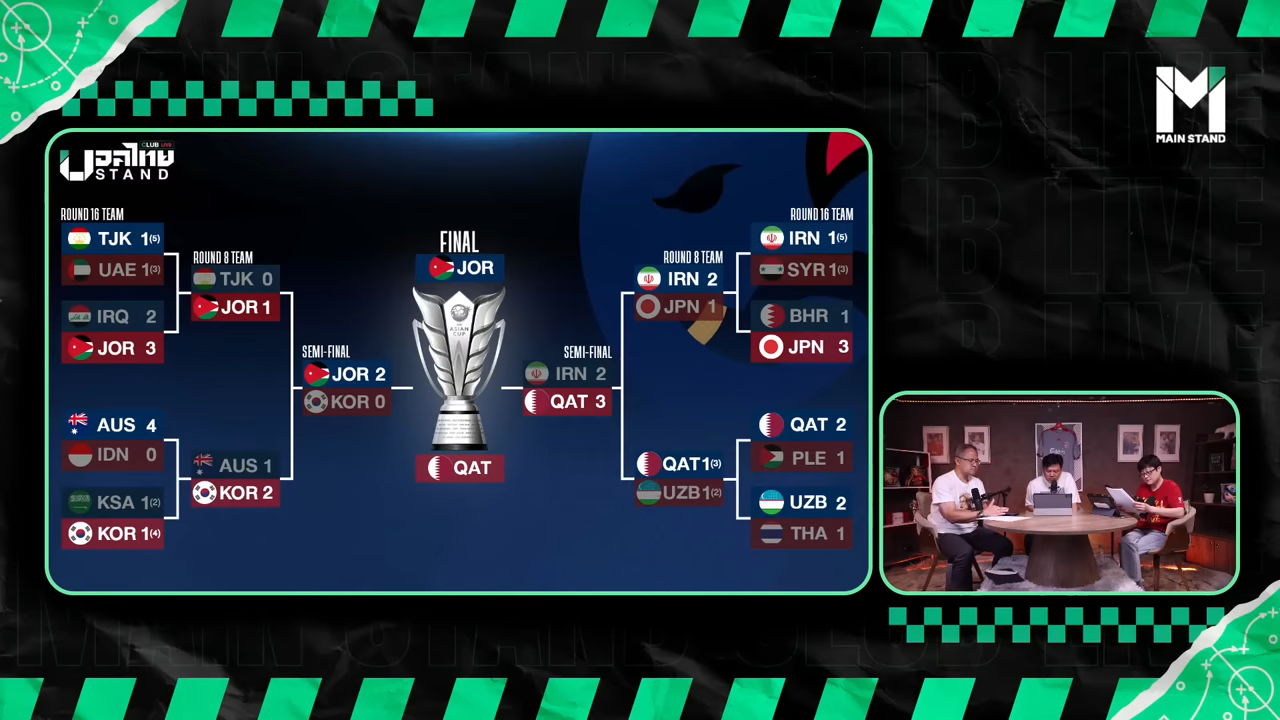 MAIN STAND
CLUB LIVE
บอลไทย
STAND
ROUND 16 TEAM
TJK 1(5)
UAE 1(3)
IRQ 2
JOR 3
AUS 4
IDN 0
KSA 1(2)
KOR 1(4)
ROUND 8 TEAM
TJK 0
JOR 1
AUS 1
KOR 2
SEMI-FINAL
JOR 2
KOR 0
FINAL
JOR
ASIAN
CUP
QAT
SEMI-FINAL
IRN 2
QAT 3
ROUND 8 TEAM
IRN 2
JPN 1
QAT 1(3)
UZB 1(2)
ROUND 16 TEAM
IRN 1(5)
SYR 1(3)
BHR 1
JPN 3
QAT 2
PLE 1
UZB 2
THA 1
MAIN STAND CLUB LIVE